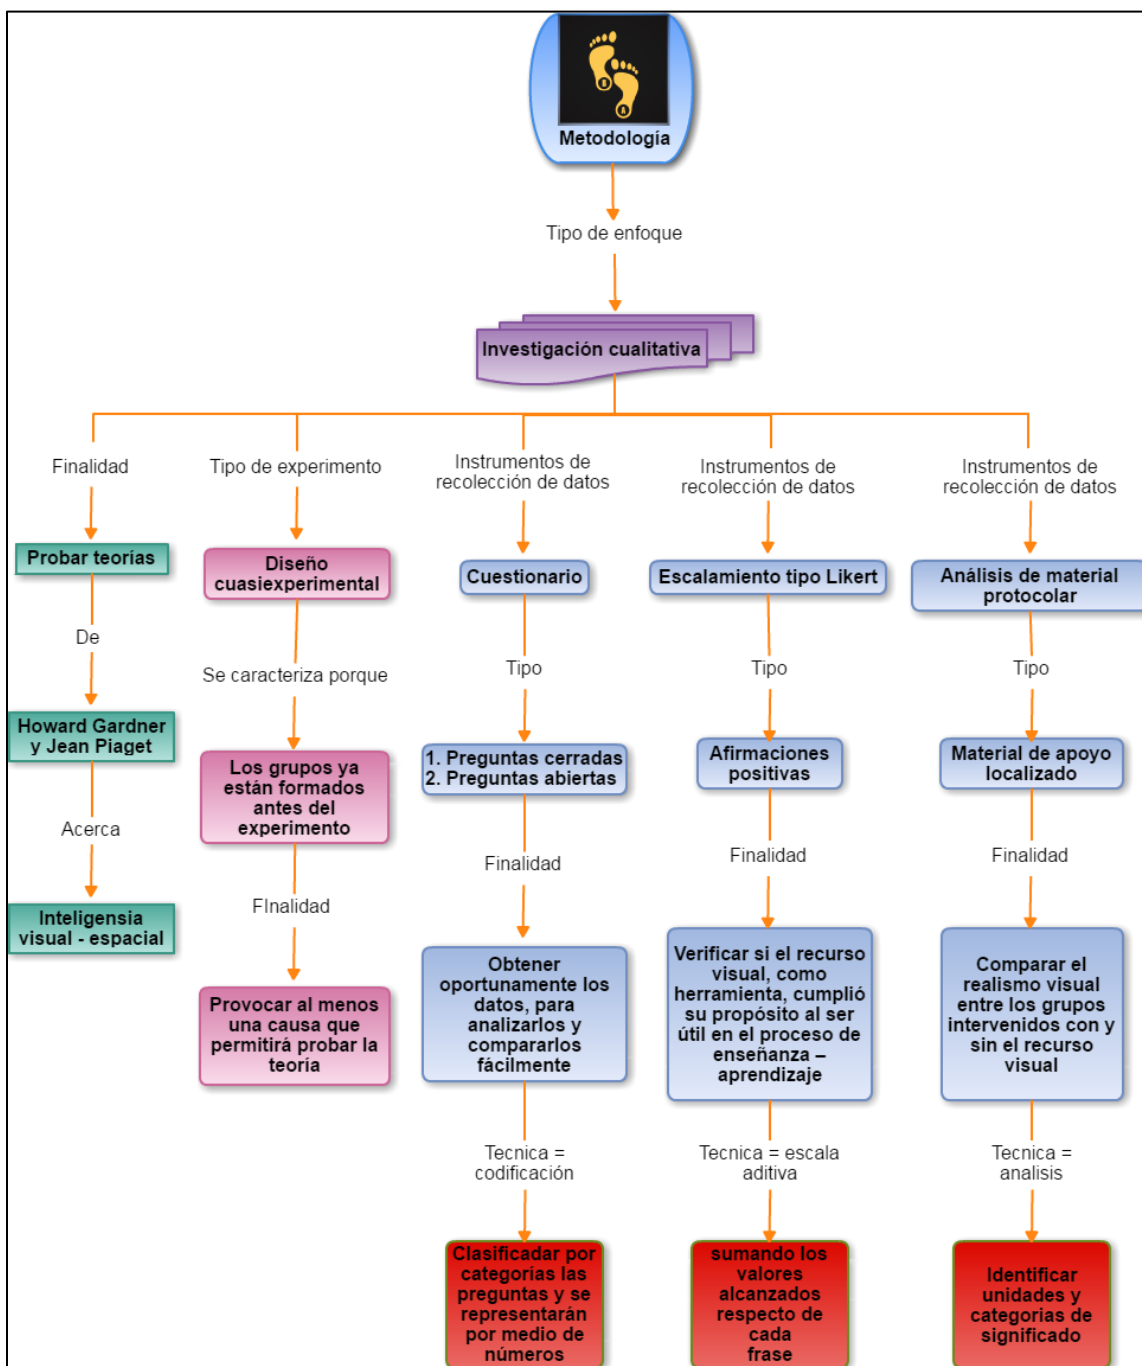 B
A
Metodología
Tipo de enfoque
Investigación cualitativa
Finalidad
Probar teorías
De
Howard Gardner
y Jean Piaget
Acerca
Inteligensia
visual - espacial
Tipo de experimento
Diseño
cuasiexperimental
Se caracteriza porque
Los grupos ya
están formados
antes del
experimento
FInalidad
Provocar al menos
una causa que
permitirá probar la
teoría
Instrumentos de
recolección de datos
Cuestionario
Tipo
1. Preguntas cerradas
2. Preguntas abiertas
Finalidad
Obtener
oportunamente los
datos, para
analizarlos y
compararlos
fácilmente
Tecnica =
codificación
Clasificadar por
categorías las
preguntas y se
representarán
por medio de
números
Instrumentos de
recolección de datos
Escalamiento tipo Likert
Tipo
Afirmaciones
positivas
Finalidad
Verificar si el recurso
visual, como
herramienta, cumplió
su propósito al ser
útil en el proceso de
enseñanza –
aprendizaje
Tecnica = escala
aditiva
sumando los
valores
alcanzados
respecto de
cada
frase
Instrumentos de
recolección de datos
Análisis de material
protocolar
Tipo
Material de apoyo
localizado
Finalidad
Comparar el
realismo visual
entre los grupos
intervenidos con y
sin el recurso
visual
Tecnica =
analisis
Identificar
unidades y
categorias de
significado